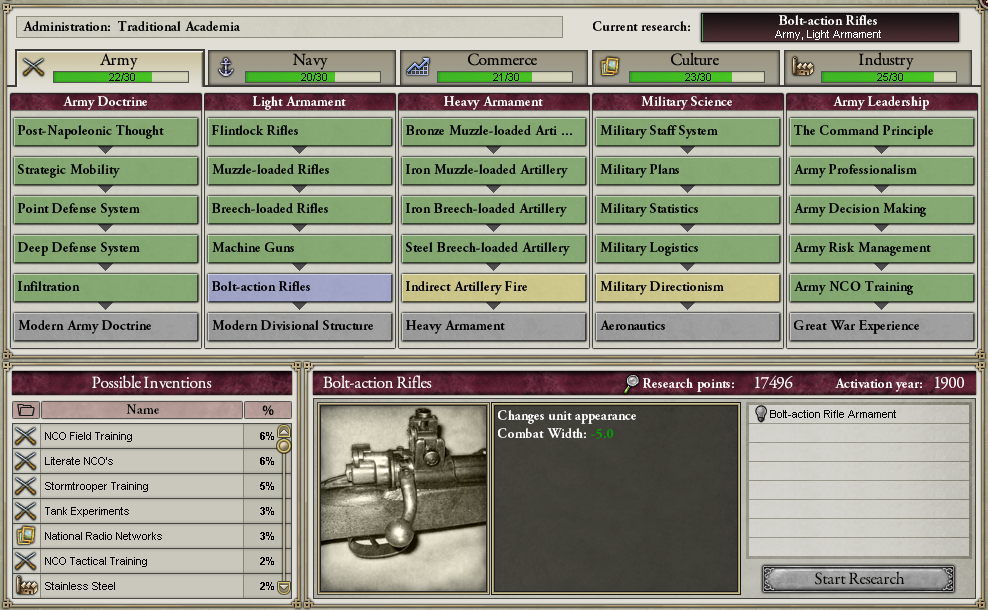 Administration: Traditional Academia
Current research:
Bolt-action Rifles
Army, Light Armament
Army
22/30
Navy
20/30
Commerce
21/30
Culture
23/30
Industry
25/30
Army Doctrine
Light Armament
Heavy Armament
Military Science
Army Leadership
Post-Napoleonic Thought
Flintlock Rifles
Bronze Muzzle-loaded Arti ...
Military Staff System
The Command Principle
Strategic Mobility
Muzzle-loaded Rifles
Iron Muzzle-loaded Artillery
Military Plans
Army Professionalism
Point Defense System
Breech-loaded Rifles
Iron Breech-loaded Artillery
Military Statistics
Army Decision Making
Deep Defense System
Machine Guns
Steel Breech-loaded Artillery
Military Logistics
Army Risk Management
Infiltration
Bolt-action Rifles
Indirect Artillery Fire
Military Directionism
Army NCO Training
Modern Army Doctrine
Modern Divisional Structure
Heavy Armament
Aeronautics
Great War Experience
Possible Inventions
Name %
NCO Field Training 6%
Literate NCO's 6%
Stormtrooper Training 5%
Tank Experiments 3%
National Radio Networks 3%
NCO Tactical Training 2%
Stainless Steel 2%
Bolt-action Rifles
Research points: 17496
Activation year: 1900
Changes unit appearance
Combat Width: -5.0
Bolt-action Rifle Armament
Start Research